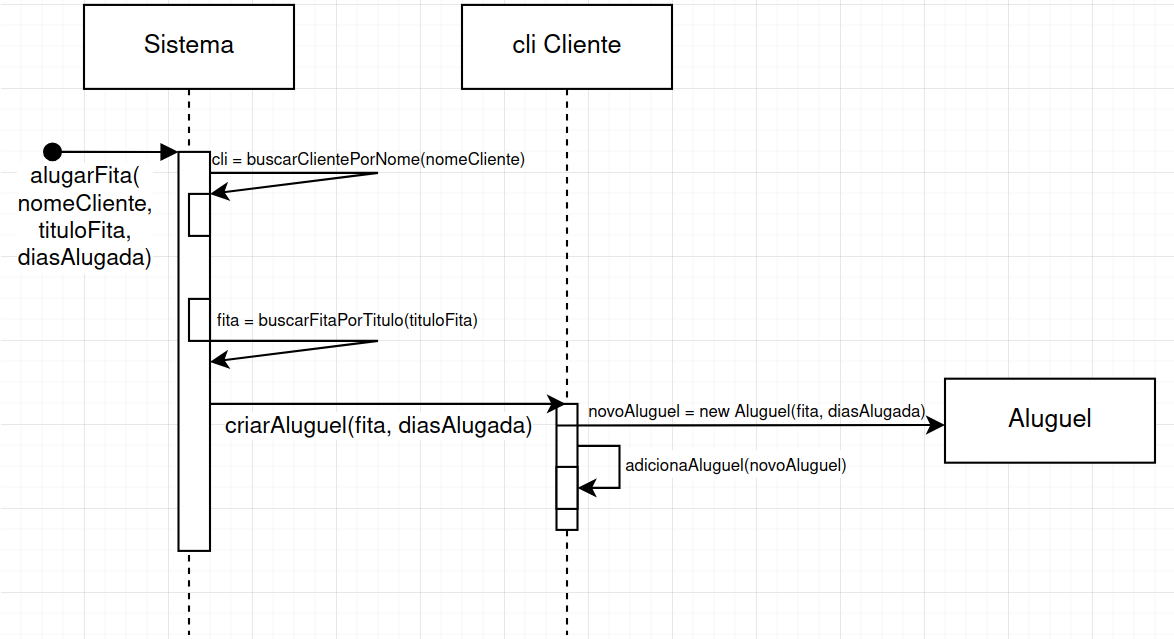 Sistema
cli Cliente
cli = buscarClientePorNome(nomeCliente)
alugarFita(
nomeCliente,
tituloFita,
diasAlugada)
fita = buscarFitaPorTitulo(tituloFita)
criarAluguel(fita, diasAlugada)
novoAluguel = new Aluguel(fita, diasAlugada)
Aluguel
adicionaAluguel(novoAluguel)